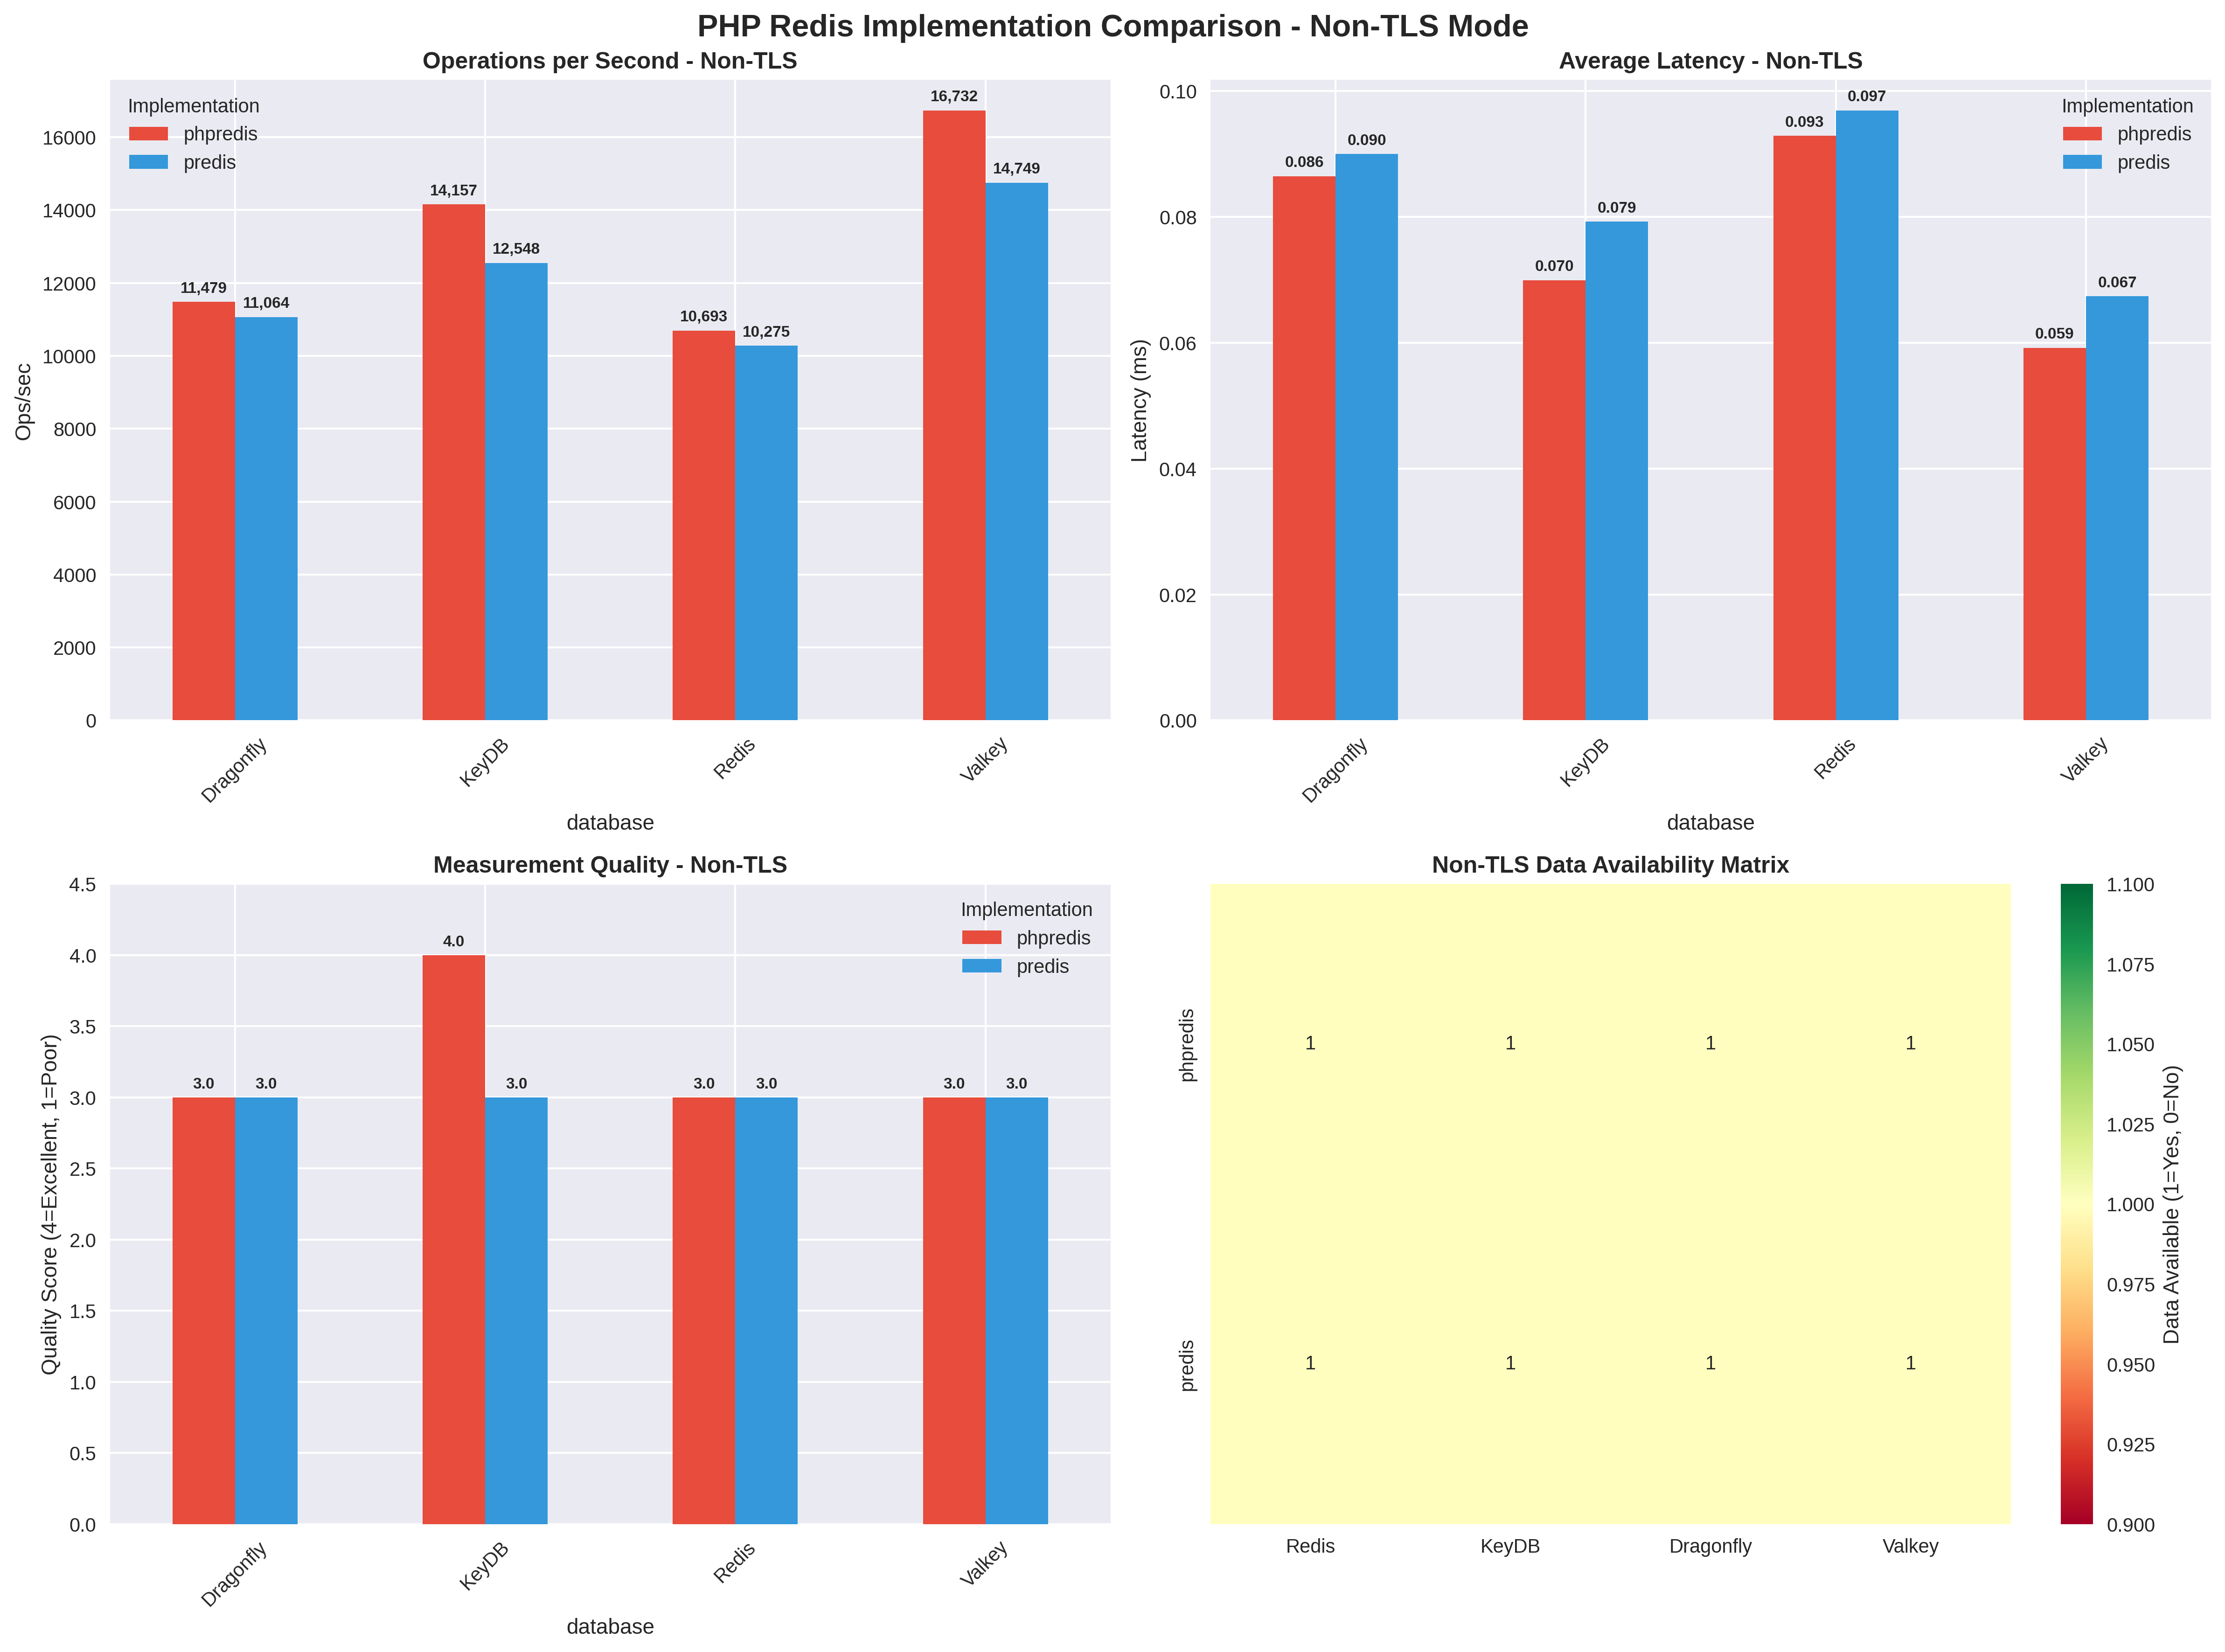 PHP Redis Implementation Comparison - Non-TLS Mode
Operations per Second - Non-TLS
Implementation
phpredis
predis
Ops/sec
16000
14000
12000
10000
8000
6000
4000
2000
0
11,479
11,064
14,157
12,548
10,693
10,275
16,732
14,749
Dragonfly
KeyDB
Redis
Valkey
database
Average Latency - Non-TLS
Implementation
phpredis
predis
Latency (ms)
0.10
0.08
0.06
0.04
0.02
0.00
0.086
0.090
0.070
0.079
0.093
0.097
0.059
0.067
Dragonfly
KeyDB
Redis
Valkey
database
Measurement Quality - Non-TLS
Implementation
phpredis
predis
Quality Score (4=Excellent, 1=Poor)
4.5
4.0
3.5
3.0
2.5
2.0
1.5
1.0
0.5
0.0
3.0
3.0
4.0
3.0
3.0
3.0
3.0
3.0
Dragonfly
KeyDB
Redis
Valkey
database
Non-TLS Data Availability Matrix
phpredis
1 1 1 1
predis
1 1 1 1
Redis
KeyDB
Dragonfly
Valkey
1.100
1.075
1.050
1.025
1.000
0.975
0.950
0.925
0.900
Data Available (1=Yes, 0=No)